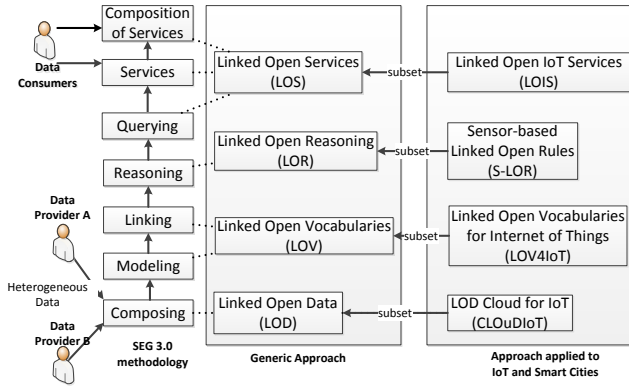 Composition
of Services
Data
Consumers
Services
Querying
Reasoning
Data
Provider A
Linking
Modeling
Heterogeneous
Data
Composing
Data
Provider B
SEG 3.0
methodology
Linked Open Services
(LOS)
Linked Open Reasoning
(LOR)
Linked Open Vocabularies
(LOV)
Linked Open Data
(LOD)
Generic Approach
subset
subset
subset
subset
Linked Open IoT Services
(LOIS)
Sensor-based
Linked Open Rules
(S-LOR)
Linked Open Vocabularies
for Internet of Things
(LOV4IoT)
LOD Cloud for IoT
(CLOuDIoT)
Approach applied to
IoT and Smart Cities